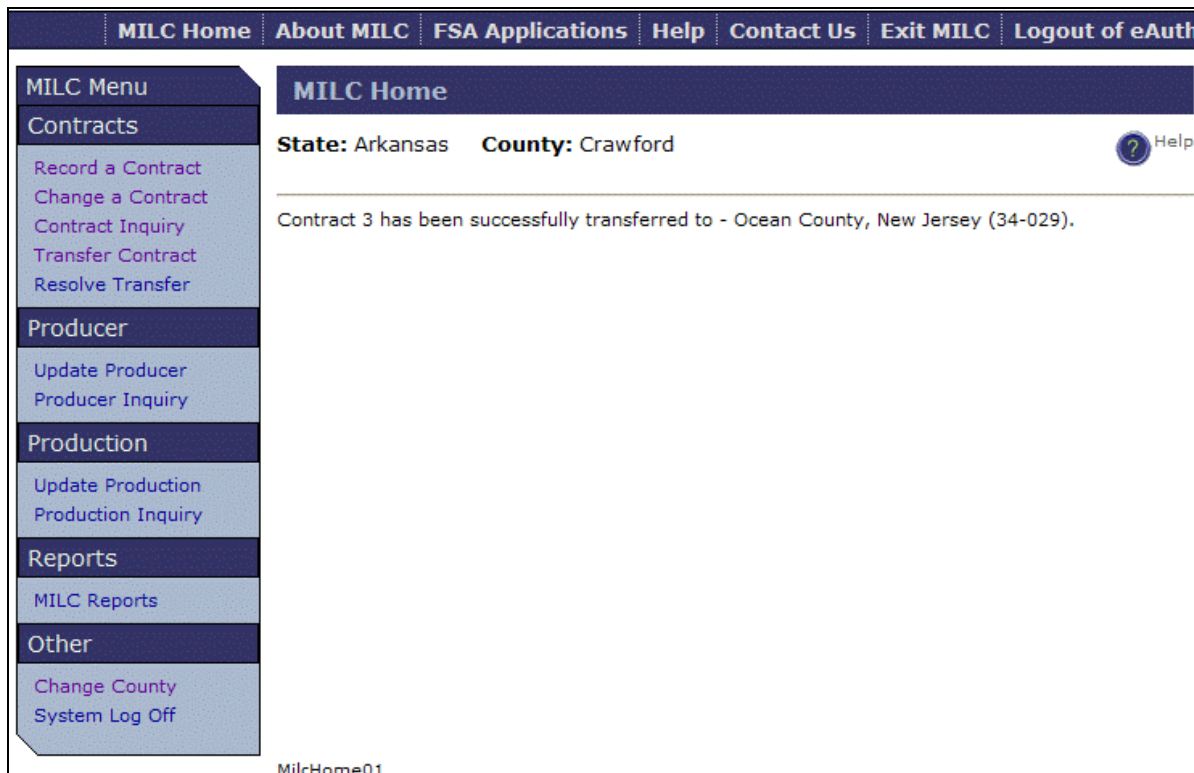 MILC Home About MILC FSA Applications Help Contact Us Exit MILC Logout of eAuth
MILC Menu
Contracts
Record a Contract
Change a Contract
Contract Inquiry
Transfer Contract
Resolve Transfer
Producer
Update Producer
Producer Inquiry
Production
Update Production
Production Inquiry
Reports
MILC Reports
Other
Change County
System Log Off
MILC Home
State: Arkansas County: Crawford
? Help
Contract 3 has been successfully transferred to - Ocean County, New Jersey (34-029).
MilcHome01